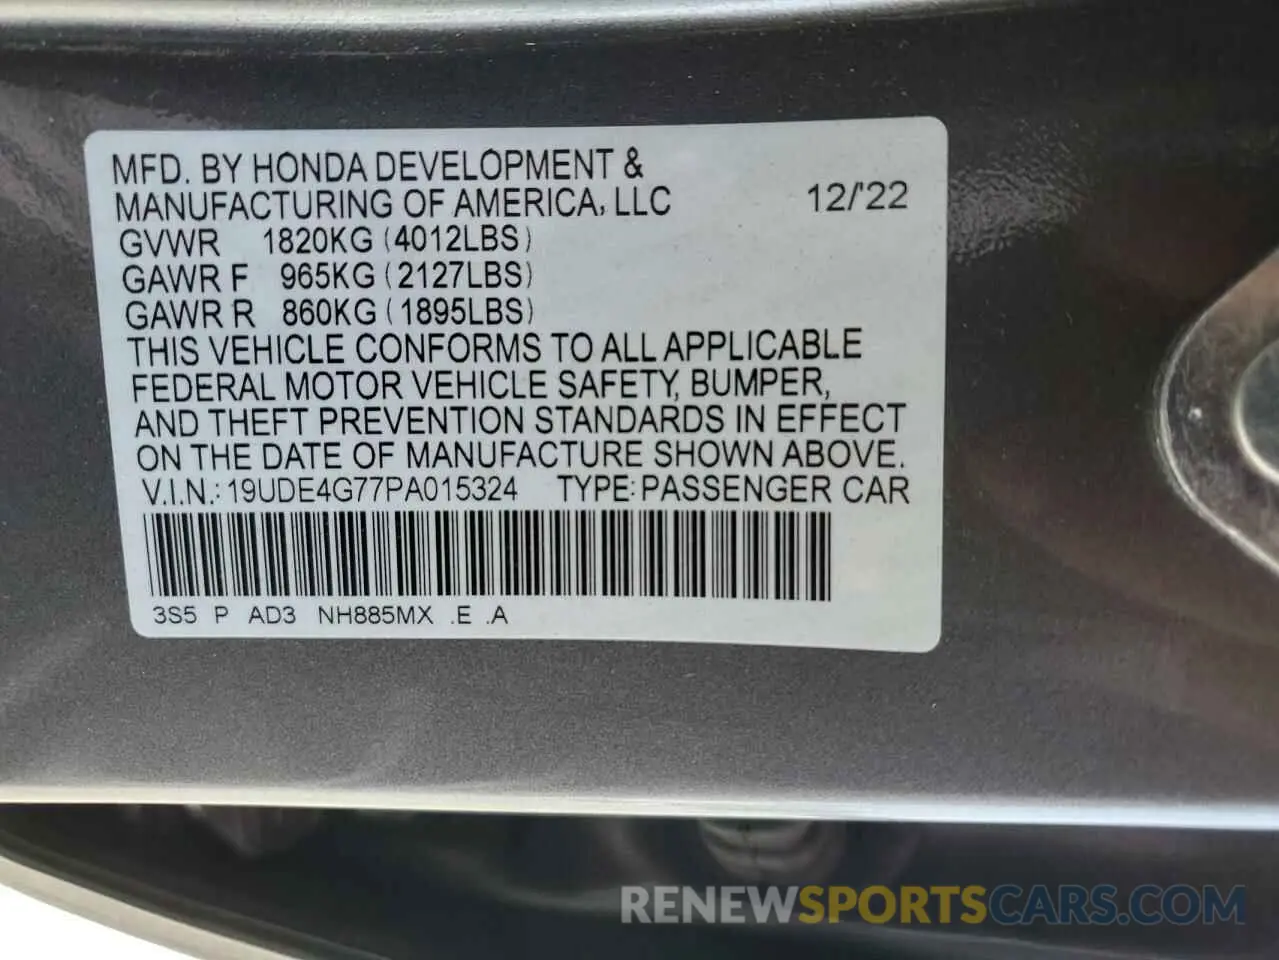 MFD. BY HONDA DEVELOPMENT &
MANUFACTURING OF AMERICA, LLC 12/'22
GVWR 1820KG (4012LBS)
GAWR F 965KG (2127LBS)
GAWR R 860KG (1895LBS)
THIS VEHICLE CONFORMS TO ALL APPLICABLE
FEDERAL MOTOR VEHICLE SAFETY, BUMPER,
AND THEFT PREVENTION STANDARDS IN EFFECT
ON THE DATE OF MANUFACTURE SHOWN ABOVE.
V.I.N.: 19UDE4G77PA015324 TYPE: PASSENGER CAR
3S5 P AD3 NH885MX .E .A
RENEWSPORTSCARS.COM